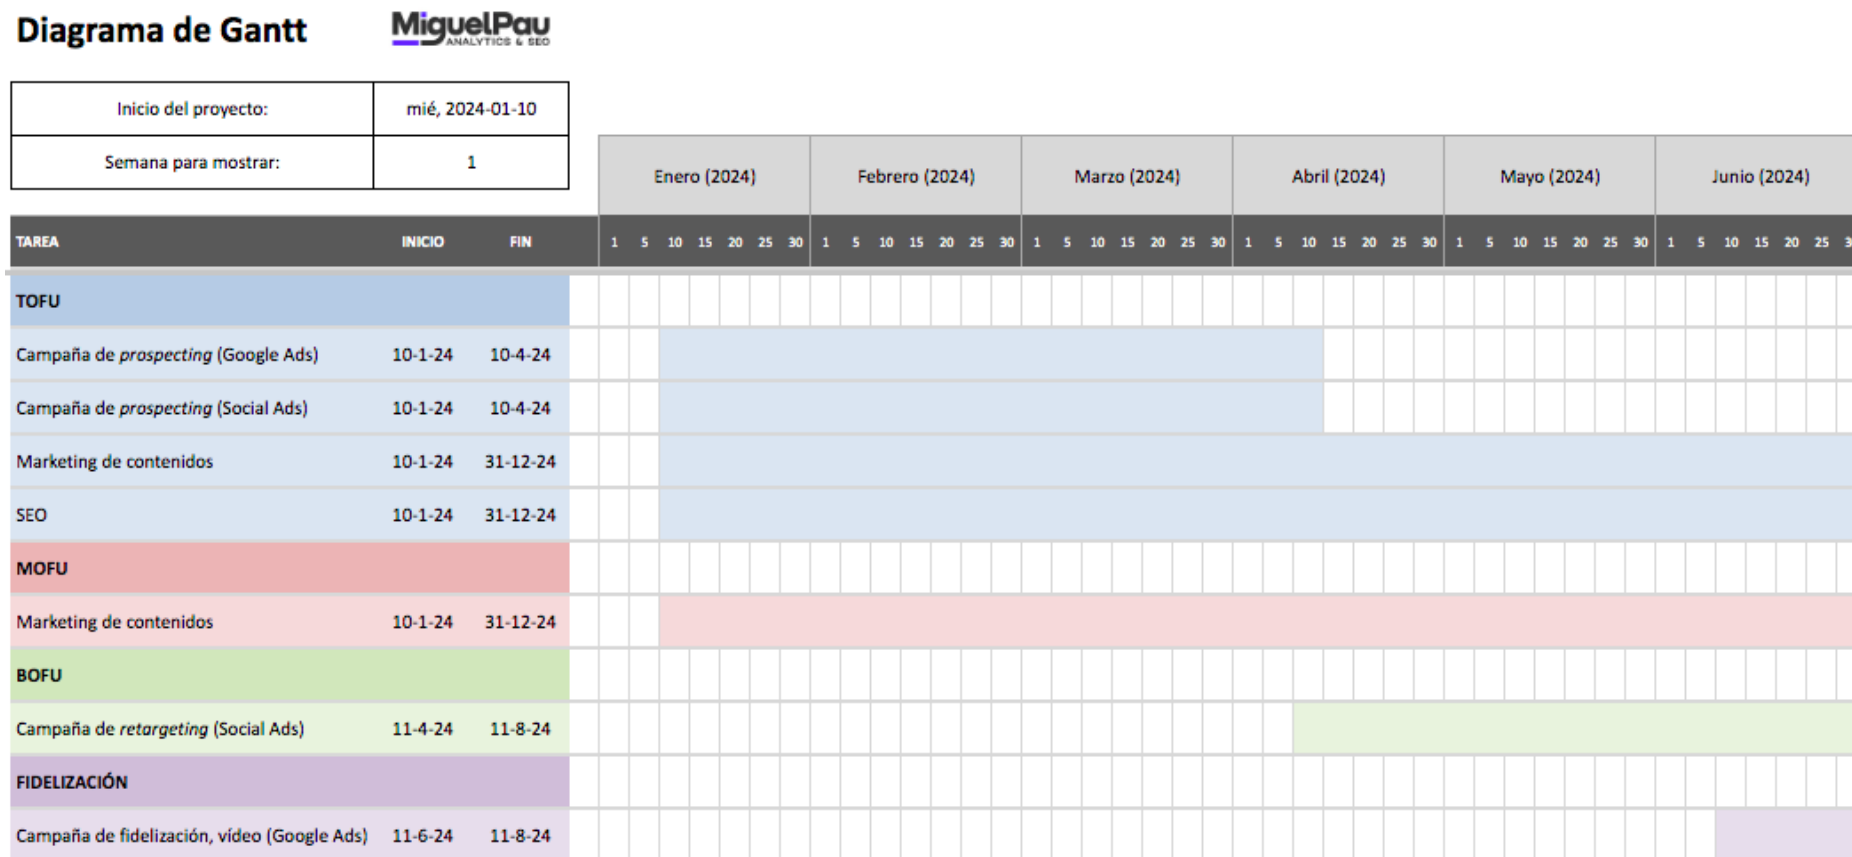 Diagrama de Gantt
MiguelPau
ANALYTICS & SEO
Inicio del proyecto: mié, 2024-01-10
Semana para mostrar: 1
Enero (2024) Febrero (2024) Marzo (2024) Abril (2024) Mayo (2024) Junio (2024)
TAREA INICIO FIN 1 5 10 15 20 25 30 1 5 10 15 20 25 30 1 5 10 15 20 25 30 1 5 10 15 20 25 30 1 5 10 15 20 25 30 1 5 10 15 20 25
TOFU
Campaña de prospecting (Google Ads) 10-1-24 10-4-24
Campaña de prospecting (Social Ads) 10-1-24 10-4-24
Marketing de contenidos 10-1-24 31-12-24
SEO 10-1-24 31-12-24
MOFU
Marketing de contenidos 10-1-24 31-12-24
BOFU
Campaña de retargeting (Social Ads) 11-4-24 11-8-24
FIDELIZACIÓN
Campaña de fidelización, vídeo (Google Ads) 11-6-24 11-8-24